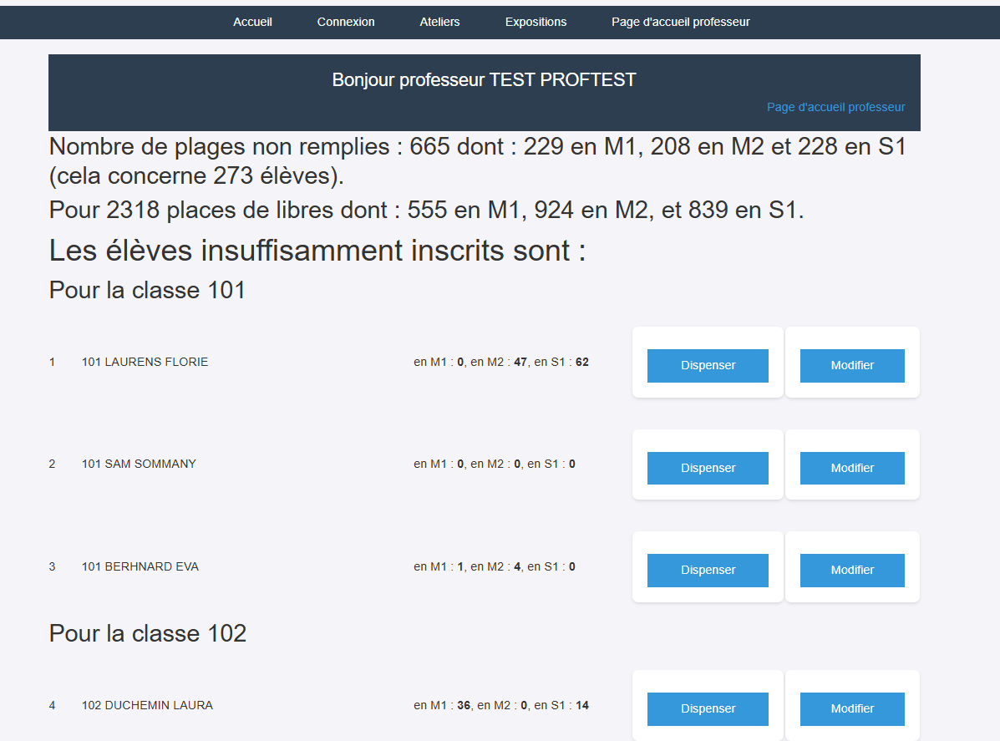 Accueil Connexion Ateliers Expositions Page d'accueil professeur
Bonjour professeur TEST PROFTEST
Page d'accueil professeur
Nombre de plages non remplies : 665 dont : 229 en M1, 208 en M2 et 228 en S1
(cela concerne 273 élèves).
Pour 2318 places de libres dont : 555 en M1, 924 en M2, et 839 en S1.
Les élèves insuffisamment inscrits sont :
Pour la classe 101
1 101 LAURENS FLORIE en M1 : 0, en M2 : 47, en S1 : 62 Dispenser Modifier
2 101 SAM SOMMANY en M1 : 0, en M2 : 0, en S1 : 0 Dispenser Modifier
3 101 BERHNARD EVA en M1 : 1, en M2 : 4, en S1 : 0 Dispenser Modifier
Pour la classe 102
4 102 DUCHEMIN LAURA en M1 : 36, en M2 : 0, en S1 : 14 Dispenser Modifier